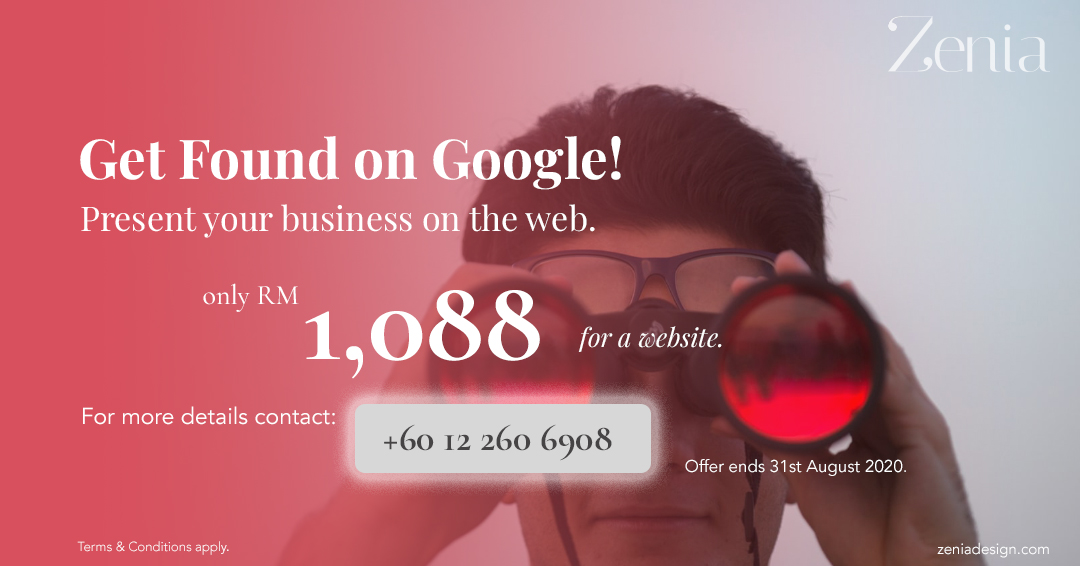 Zenia
Get Found on Google!
Present your business on the web.
only RM
1,088
for a website.
For more details contact:
+60 12 260 6908
Offer ends 31st August 2020.
Terms & Conditions apply.
zeniadesign.com